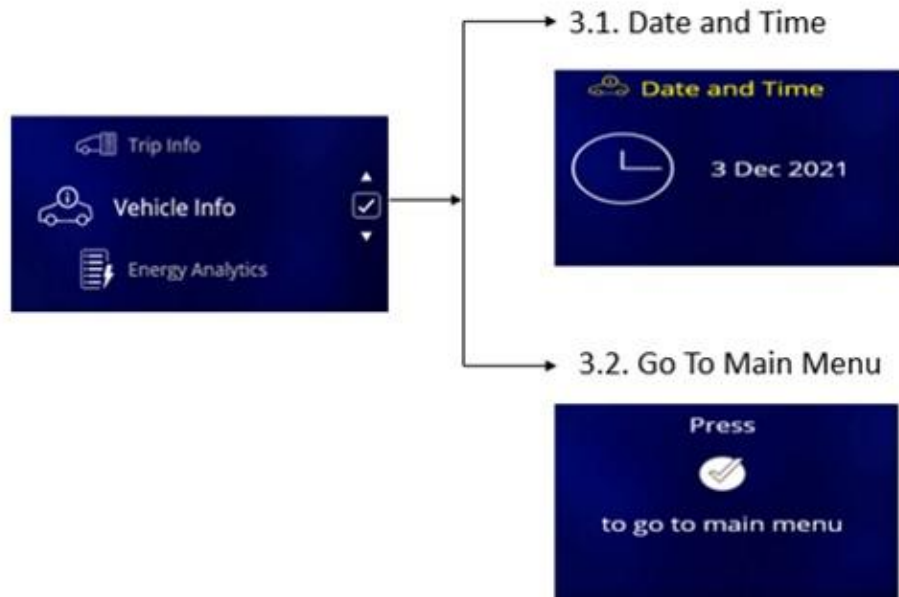 3.1. Date and Time
Date and Time
3 Dec 2021
Trip Info
Vehicle Info
Energy Analytics
3.2. Go To Main Menu
Press
to go to main menu